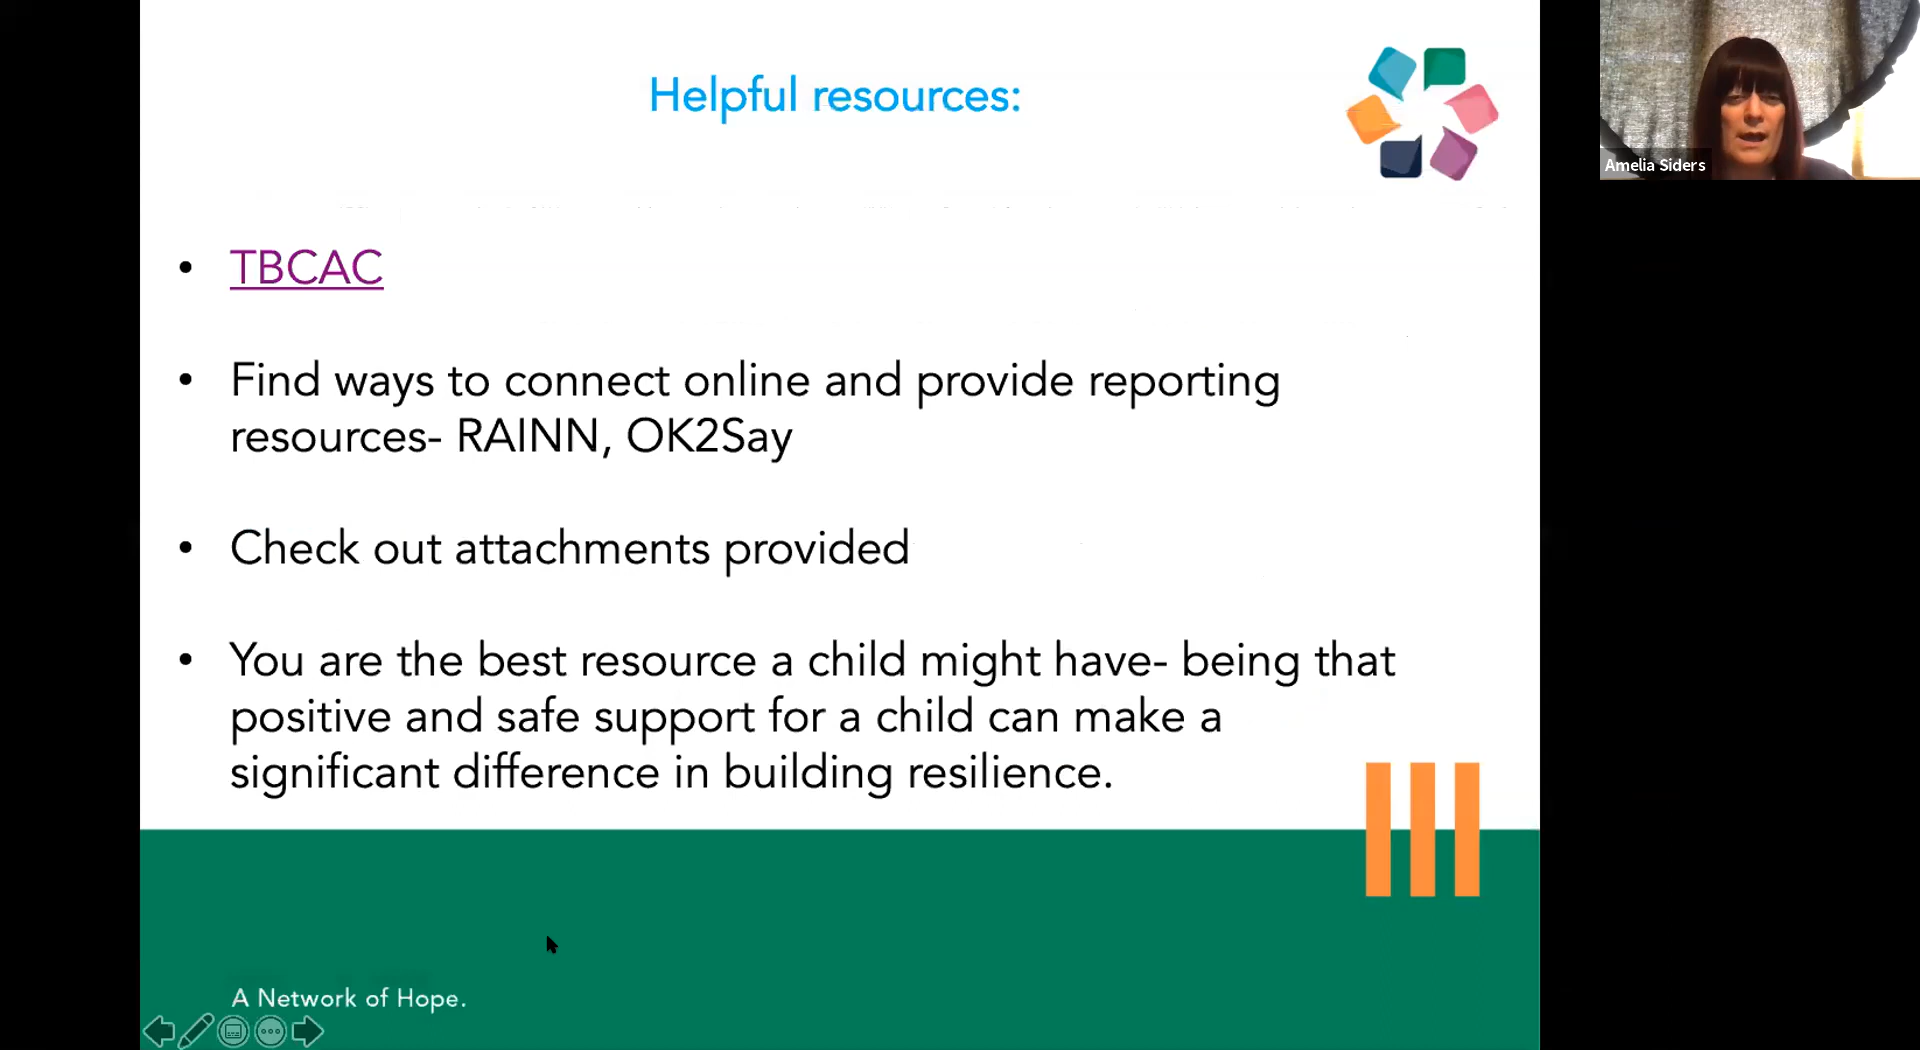 Helpful resources:
Amelia Siders
• TBCAC
• Find ways to connect online and provide reporting
resources- RAINN, OK2Say
• Check out attachments provided
• You are the best resource a child might have- being that
positive and safe support for a child can make a
significant difference in building resilience.
A Network of Hope.